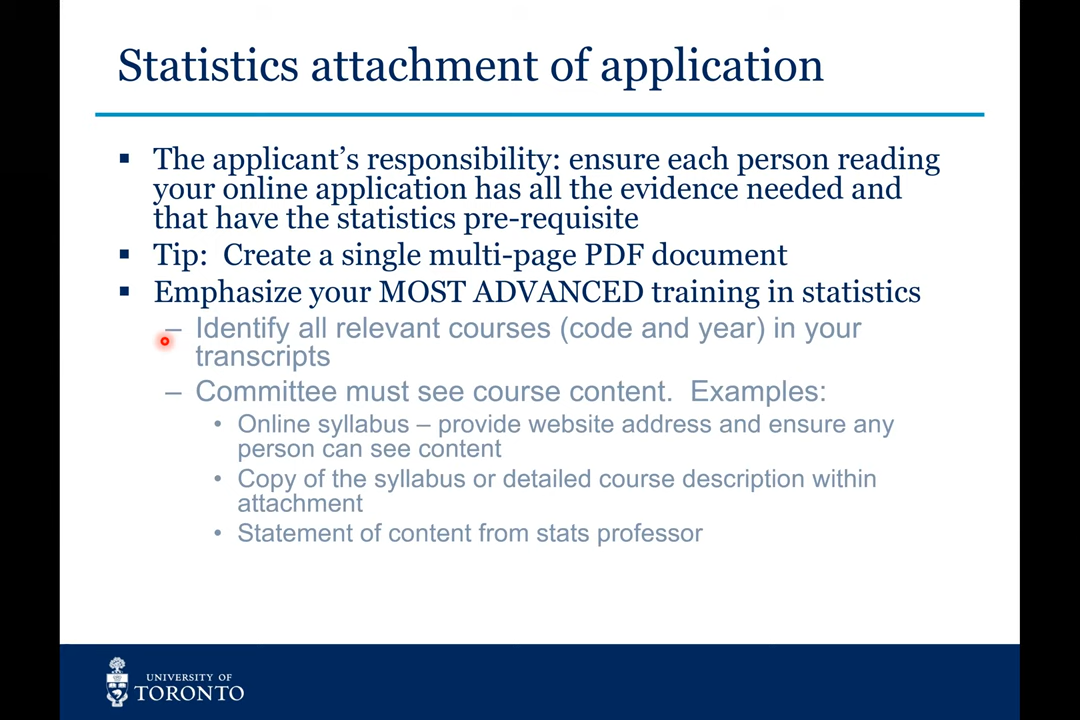 Statistics attachment of application
▪ The applicant's responsibility: ensure each person reading
your online application has all the evidence needed and
that have the statistics pre-requisite
▪ Tip:  Create a single multi-page PDF document
▪ Emphasize your MOST ADVANCED training in statistics
– Identify all relevant courses (code and year) in your
transcripts
– Committee must see course content.  Examples:
• Online syllabus – provide website address and ensure any
person can see content
• Copy of the syllabus or detailed course description within
attachment
• Statement of content from stats professor
UNIVERSITY OF
TORONTO